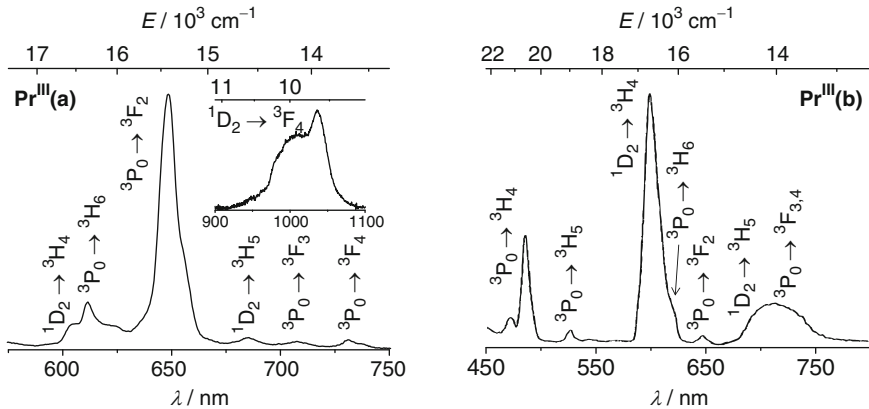 E / 10³ cm⁻¹
17 16 15 14
Pr^III(a)
¹D₂ → ³H₄
³P₀ → ³H₆
³P₀ → ³F₂
11 10
¹D₂ → ³F₄
900 1000 1100
¹D₂ → ³H₅
³P₀ → ³F₃
³P₀ → ³F₄
600 650 700 750
λ / nm
E / 10³ cm⁻¹
22 20 18 16 14
Pr^III(b)
³P₀ → ³H₄
³P₀ → ³H₅
¹D₂ → ³H₄
³P₀ → ³H₆
³P₀ → ³F₂
¹D₂ → ³H₅
³P₀ → ³F₃,₄
450 550 650 750
λ / nm